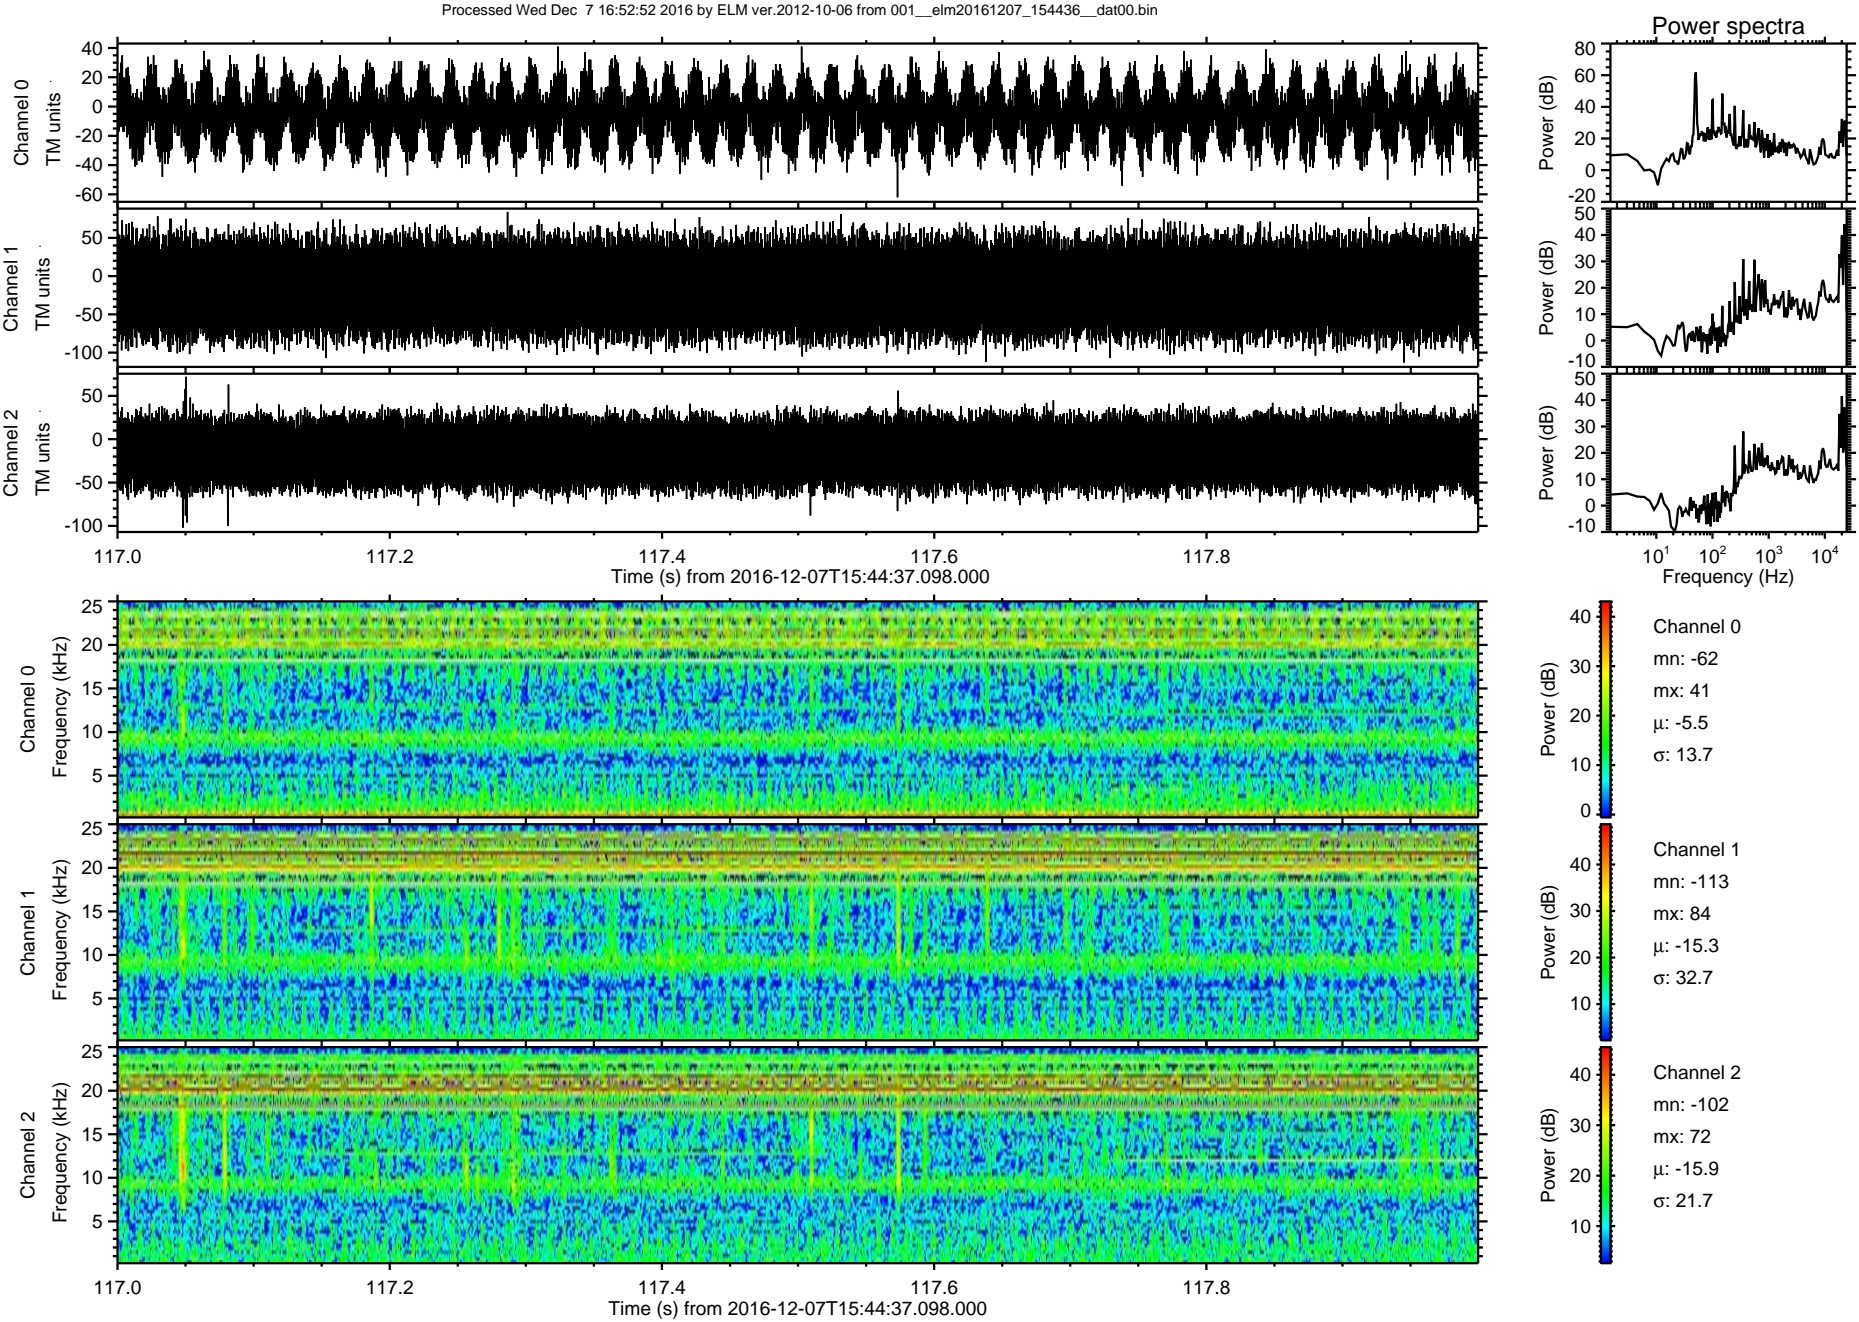 Processed Wed Dec  7 16:52:52 2016 by ELM ver.2012-10-06 from 001__elm20161207_154436__dat00.bin
Power spectra
Channel 0
TM units
40
20
0
-20
-40
-60
Power (dB)
80
60
40
20
0
-20
Channel 1
TM units
50
0
-50
-100
Power (dB)
50
40
30
20
10
0
-10
Channel 2
TM units
50
0
-50
-100
Power (dB)
50
40
30
20
10
0
-10
117.0 117.2 117.4 117.6 117.8
Time (s) from 2016-12-07T15:44:37.098.000
10^1 10^2 10^3 10^4
Frequency (Hz)
Channel 0
Frequency (kHz)
25
20
15
10
5
Power (dB)
40
30
20
10
0
Channel 0
mn: -62
mx: 41
μ: -5.5
σ: 13.7
Channel 1
Frequency (kHz)
25
20
15
10
5
Power (dB)
40
30
20
10
Channel 1
mn: -113
mx: 84
μ: -15.3
σ: 32.7
Channel 2
Frequency (kHz)
25
20
15
10
5
Power (dB)
40
30
20
10
Channel 2
mn: -102
mx: 72
μ: -15.9
σ: 21.7
117.0 117.2 117.4 117.6 117.8
Time (s) from 2016-12-07T15:44:37.098.000